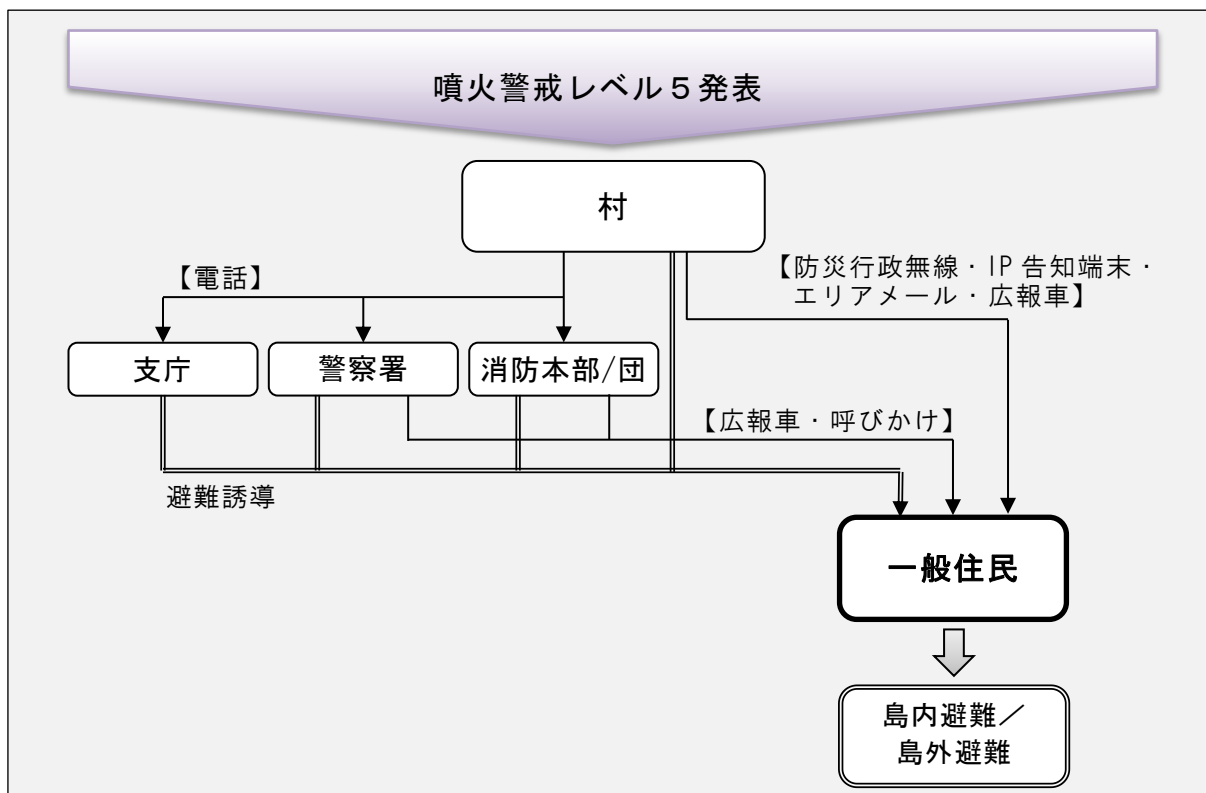 噴火警戒レベル５発表
村
【電話】
【防災行政無線・IP告知端末・
エリアメール・広報車】
支庁
警察署
消防本部/団
【広報車・呼びかけ】
避難誘導
一般住民
島内避難／
島外避難